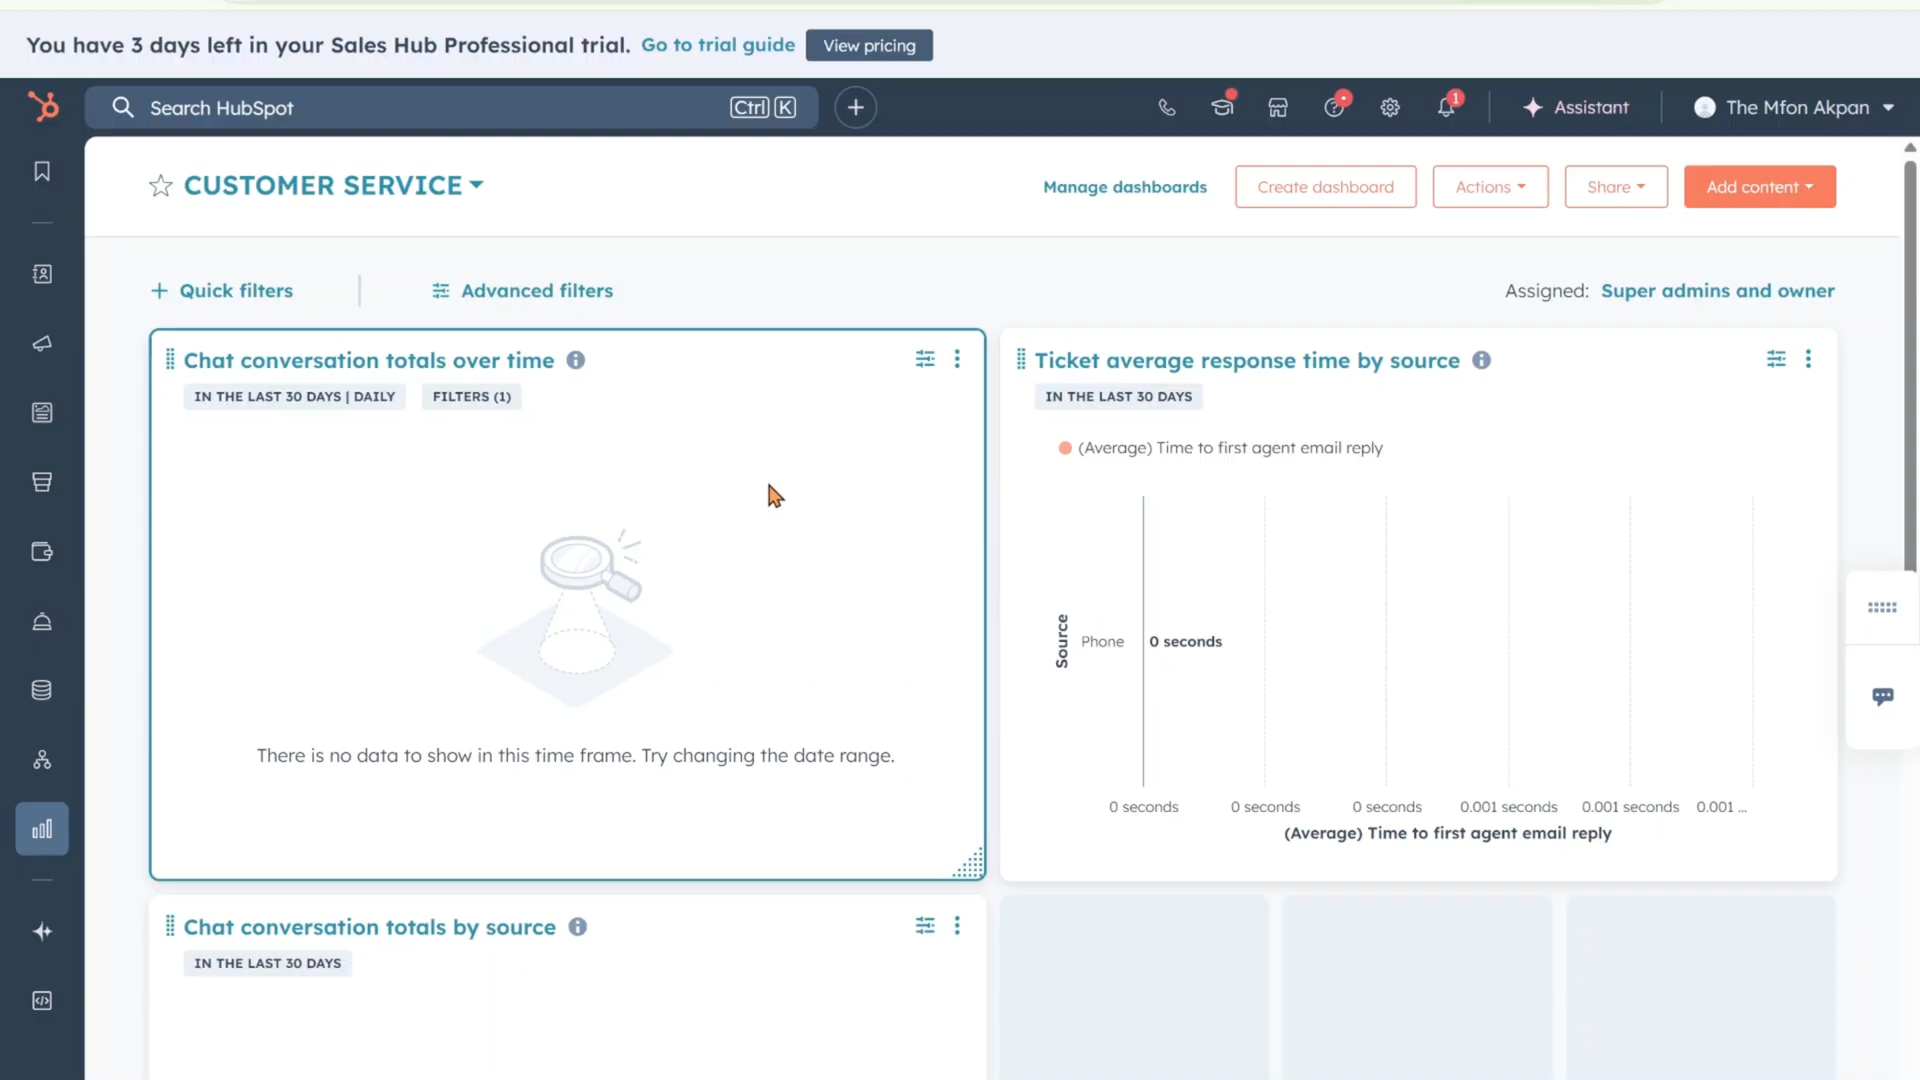 You have 3 days left in your Sales Hub Professional trial. Go to trial guide View pricing
Search HubSpot Ctrl K Assistant The Mfon Akpan
1
CUSTOMER SERVICE Manage dashboards Create dashboard Actions Share Add content
Quick filters Advanced filters Assigned: Super admins and owner
Chat conversation totals over time
IN THE LAST 30 DAYS | DAILY FILTERS (1)
There is no data to show in this time frame. Try changing the date range.
Ticket average response time by source
IN THE LAST 30 DAYS
(Average) Time to first agent email reply
Source
Phone 0 seconds
0 seconds 0 seconds 0 seconds 0.001 seconds 0.001 seconds 0.001 ...
(Average) Time to first agent email reply
Chat conversation totals by source
IN THE LAST 30 DAYS